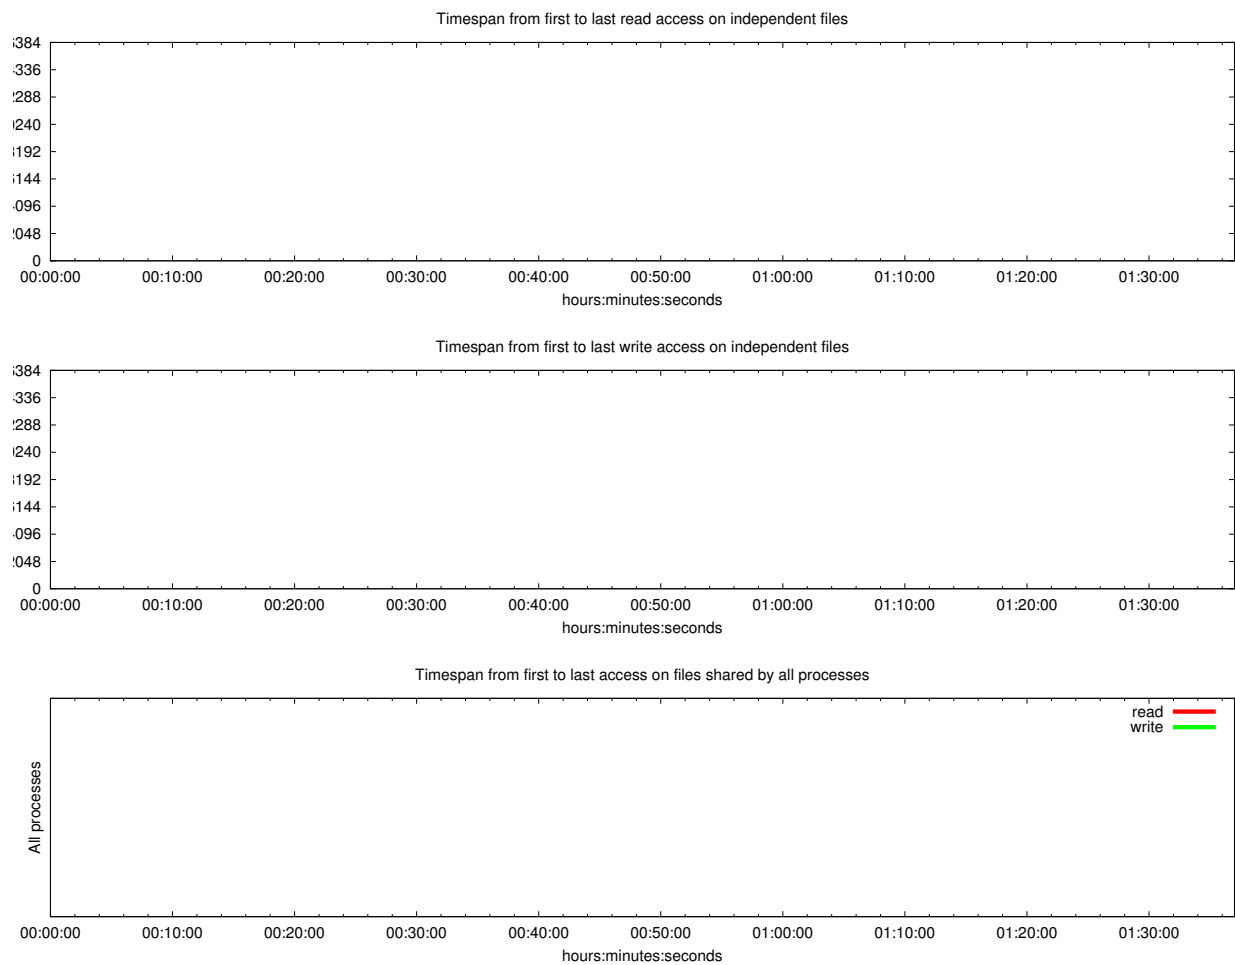 Timespan from first to last read access on independent files
384
336
288
240
192
144
096
048
0
00:00:00 00:10:00 00:20:00 00:30:00 00:40:00 00:50:00 01:00:00 01:10:00 01:20:00 01:30:00
hours:minutes:seconds
Timespan from first to last write access on independent files
384
336
288
240
192
144
096
048
0
00:00:00 00:10:00 00:20:00 00:30:00 00:40:00 00:50:00 01:00:00 01:10:00 01:20:00 01:30:00
hours:minutes:seconds
Timespan from first to last access on files shared by all processes
read
write
All processes
00:00:00 00:10:00 00:20:00 00:30:00 00:40:00 00:50:00 01:00:00 01:10:00 01:20:00 01:30:00
hours:minutes:seconds